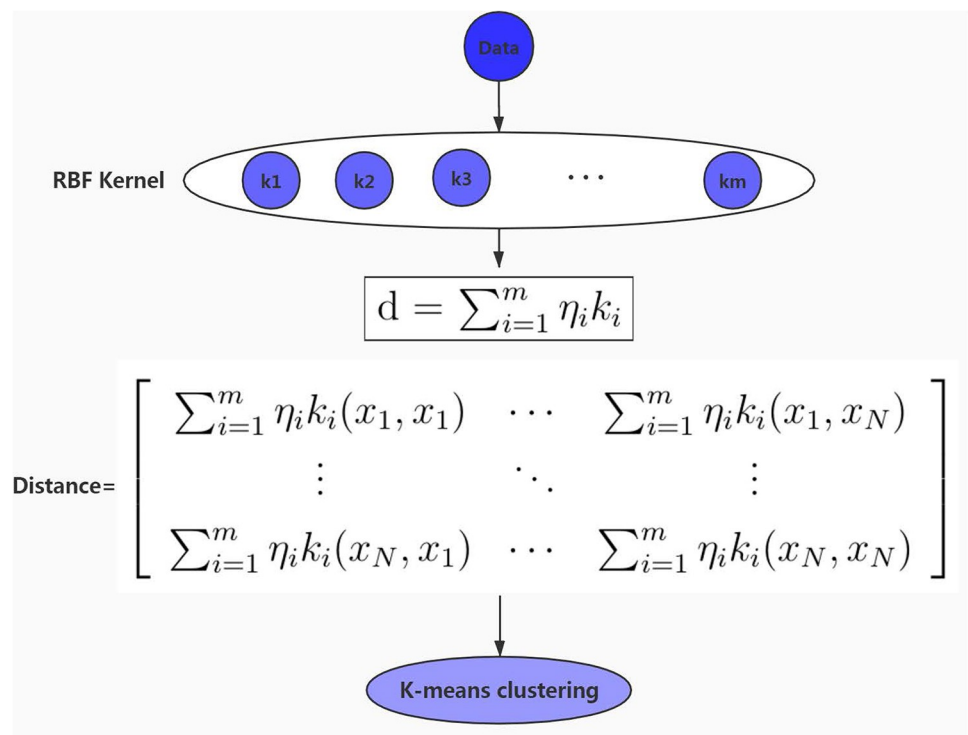 Data
RBF Kernel k1 k2 k3 ··· km
d = ∑_{i=1}^{m} η_i k_i
∑_{i=1}^{m} η_i k_i(x_1, x_1) ··· ∑_{i=1}^{m} η_i k_i(x_1, x_N)
Distance= ⋮ ⋱ ⋮
∑_{i=1}^{m} η_i k_i(x_N, x_1) ··· ∑_{i=1}^{m} η_i k_i(x_N, x_N)
K-means clustering